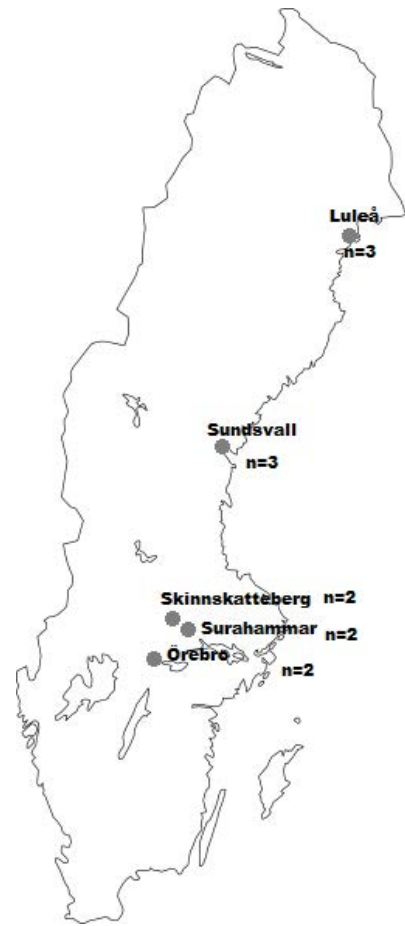 Luleå
n=3
Sundsvall
n=3
Skinnskatteberg n=2
Surahammar n=2
Örebro n=2